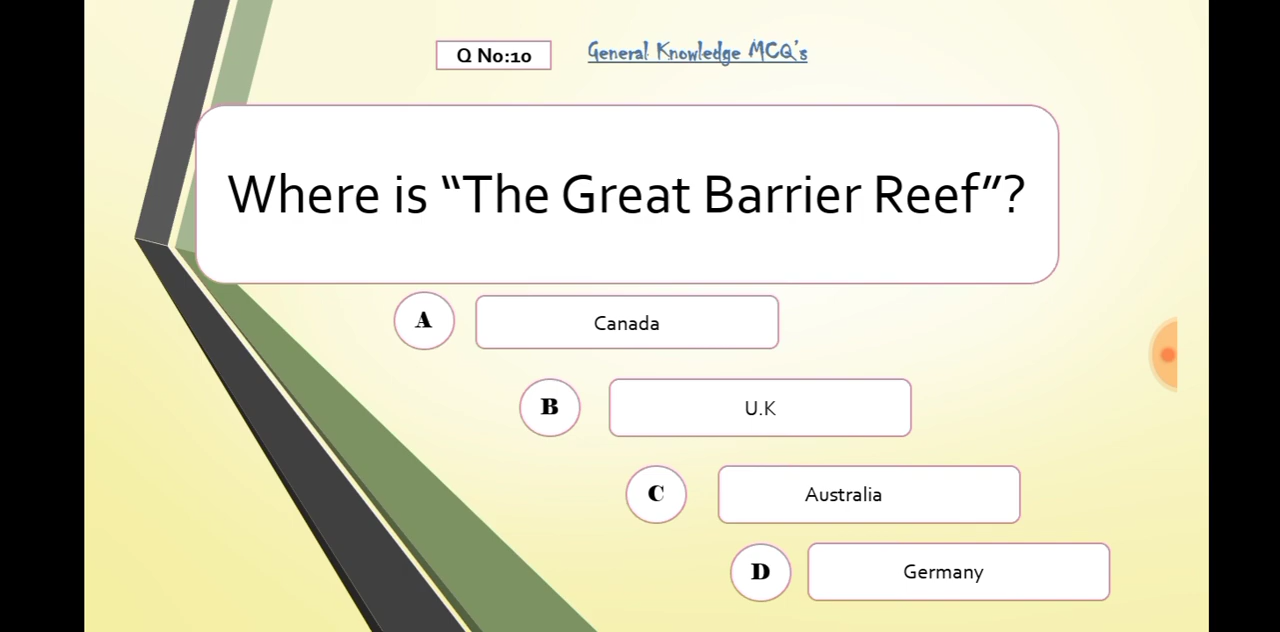 Q No:10
General Knowledge MCQ's
Where is “The Great Barrier Reef”?
A
Canada
B
U.K
C
Australia
D
Germany